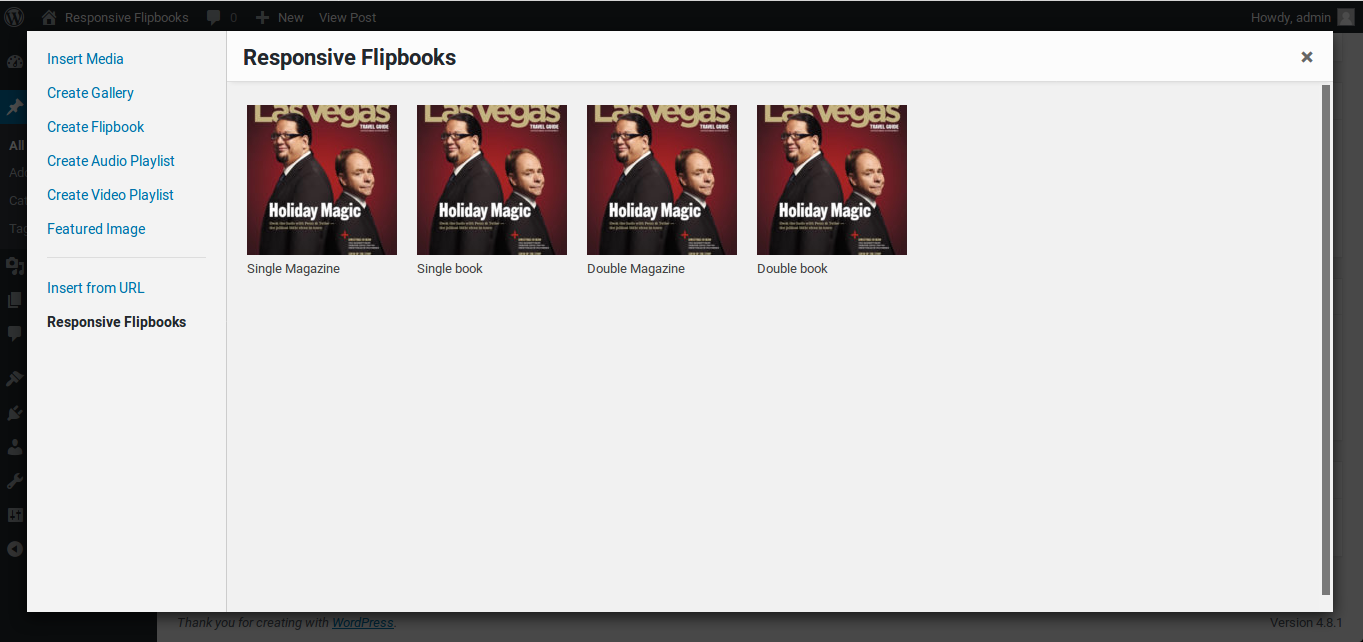 Responsive Flipbooks
0
New
View Post
Howdy, admin
Insert Media
Create Gallery
Create Flipbook
Create Audio Playlist
Create Video Playlist
Featured Image
Insert from URL
Responsive Flipbooks
All
Responsive Flipbooks
×
Las Vegas
TRAVEL GUIDE
Holiday Magic
Single Magazine
Las Vegas
TRAVEL GUIDE
Holiday Magic
Single book
Las Vegas
TRAVEL GUIDE
Holiday Magic
Double Magazine
Las Vegas
TRAVEL GUIDE
Holiday Magic
Double book
Thank you for creating with WordPress.
Version 4.8.1